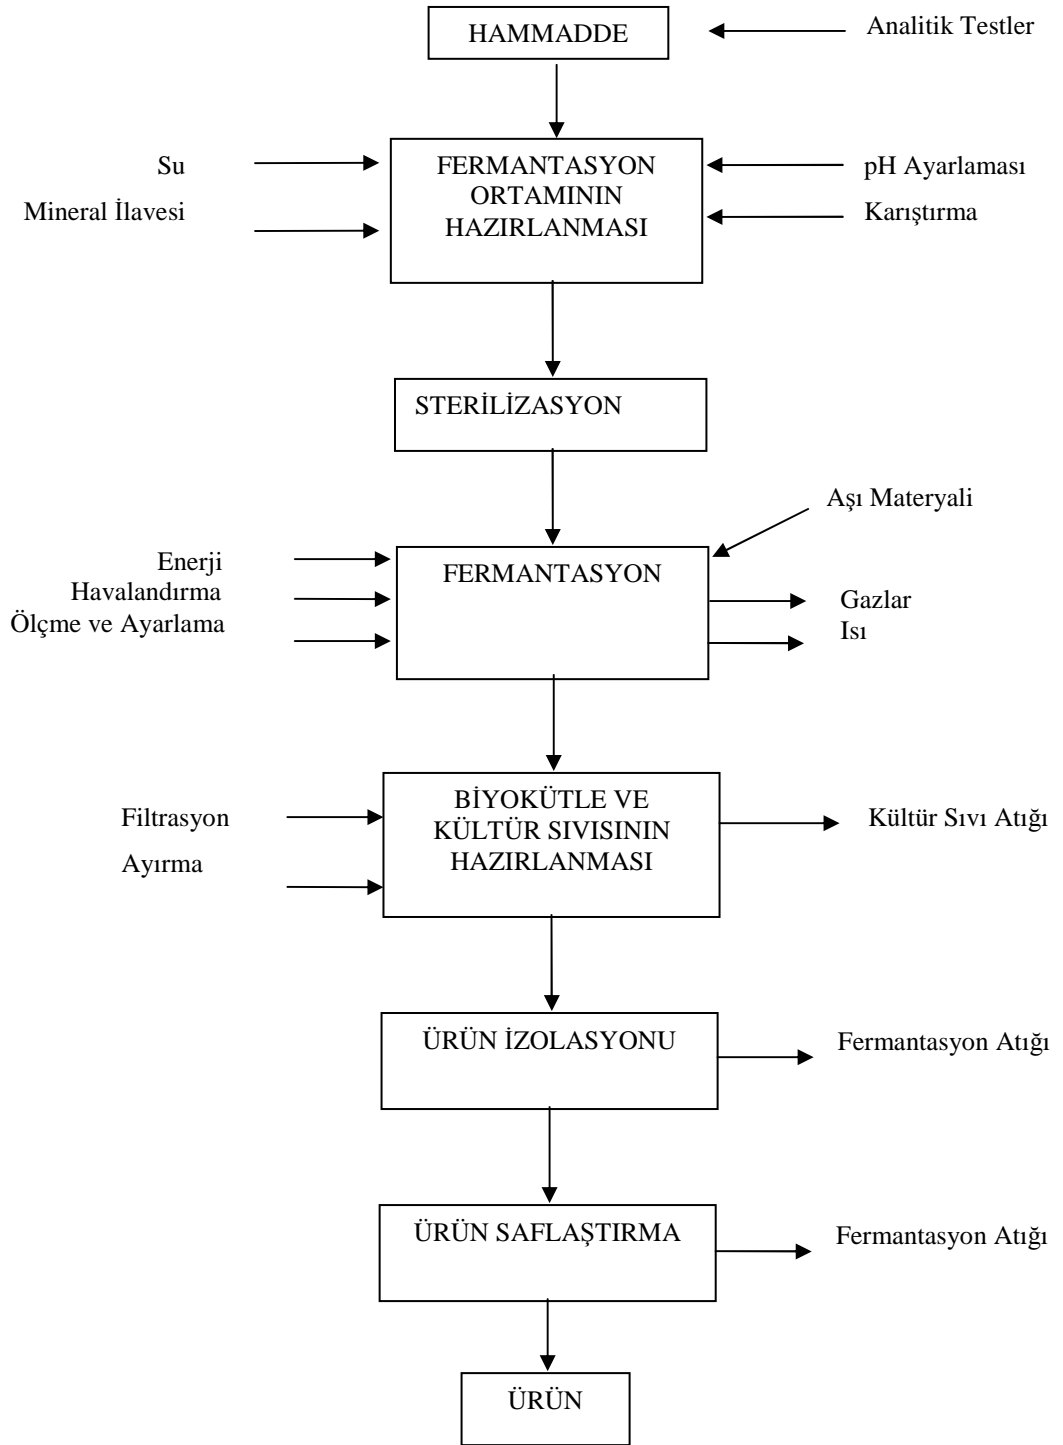 HAMMADDE
Analitik Testler
Su
Mineral İlavesi
FERMANTASYON
ORTAMININ
HAZIRLANMASI
pH Ayarlaması
Karıştırma
STERİLİZASYON
Aşı Materyali
Enerji
Havalandırma
Ölçme ve Ayarlama
FERMANTASYON
Gazlar
Isı
Filtrasyon
Ayırma
BİYOKÜTLE VE
KÜLTÜR SIVISININ
HAZIRLANMASI
Kültür Sıvı Atığı
ÜRÜN İZOLASYONU
Fermantasyon Atığı
ÜRÜN SAFLAŞTIRMA
Fermantasyon Atığı
ÜRÜN